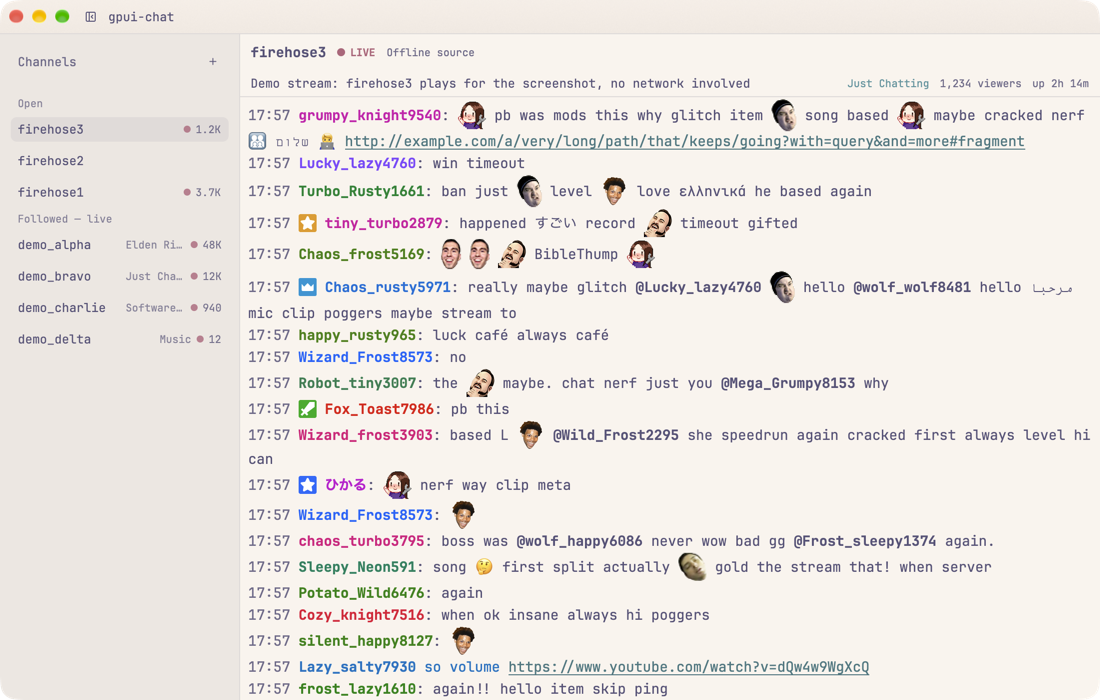 gpui-chat
Channels +
Open
firehose3 1.2K
firehose2
firehose1 3.7K
Followed — live
demo_alpha Elden Ri… 48K
demo_bravo Just Cha… 12K
demo_charlie Software… 940
demo_delta Music 12
firehose3 LIVE Offline source
Demo stream: firehose3 plays for the screenshot, no network involved Just Chatting 1,234 viewers up 2h 14m
17:57 grumpy_knight9540: pb was mods this why glitch item song based maybe cracked nerf
שלום 🧑‍💻 http://example.com/a/very/long/path/that/keeps/going?with=query&and=more#fragment
17:57 Lucky_lazy4760: win timeout
17:57 Turbo_Rusty1661: ban just level love ελληνικά he based again
17:57 tiny_turbo2879: happened すごい record timeout gifted
17:57 Chaos_frost5169: BibleThump
17:57 Chaos_rusty5971: really maybe glitch @Lucky_lazy4760 hello @wolf_wolf8481 hello مرحبا
mic clip poggers maybe stream to
17:57 happy_rusty965: luck café always café
17:57 Wizard_Frost8573: no
17:57 Robot_tiny3007: the maybe. chat nerf just you @Mega_Grumpy8153 why
17:57 Fox_Toast7986: pb this
17:57 Wizard_frost3903: based L @Wild_Frost2295 she speedrun again cracked first always level hi
can
17:57 ひかる: nerf way clip meta
17:57 Wizard_Frost8573:
17:57 chaos_turbo3795: boss was @wolf_happy6086 never wow bad gg @Frost_sleepy1374 again.
17:57 Sleepy_Neon591: song 🤔 first split actually gold the stream that! when server
17:57 Potato_Wild6476: again
17:57 Cozy_knight7516: when ok insane always hi poggers
17:57 silent_happy8127:
17:57 Lazy_salty7930 so volume https://www.youtube.com/watch?v=dQw4w9WgXcQ
17:57 frost_lazy1610: again!! hello item skip ping